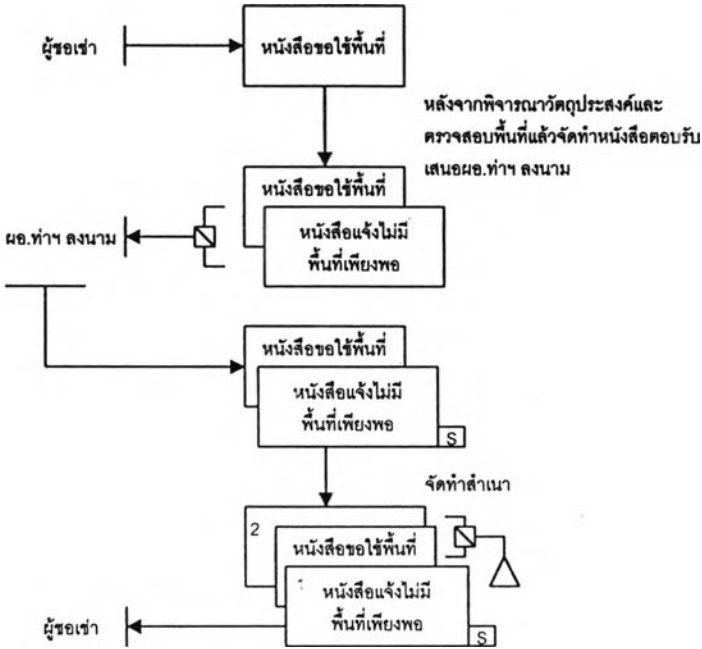 ผู้ขอเช่า
หนังสือขอใช้พื้นที่
หลังจากพิจารณาวัตถุประสงค์และ
ตรวจสอบพื้นที่แล้วจัดทำหนังสือตอบรับ
เสนอผอ.ท่าฯ ลงนาม
หนังสือขอใช้พื้นที่
หนังสือแจ้งไม่มี
พื้นที่เพียงพอ
ผอ.ท่าฯ ลงนาม
หนังสือขอใช้พื้นที่
หนังสือแจ้งไม่มี
พื้นที่เพียงพอ
S
จัดทำสำเนา
2
หนังสือขอใช้พื้นที่
หนังสือแจ้งไม่มี
พื้นที่เพียงพอ
ผู้ขอเช่า
S